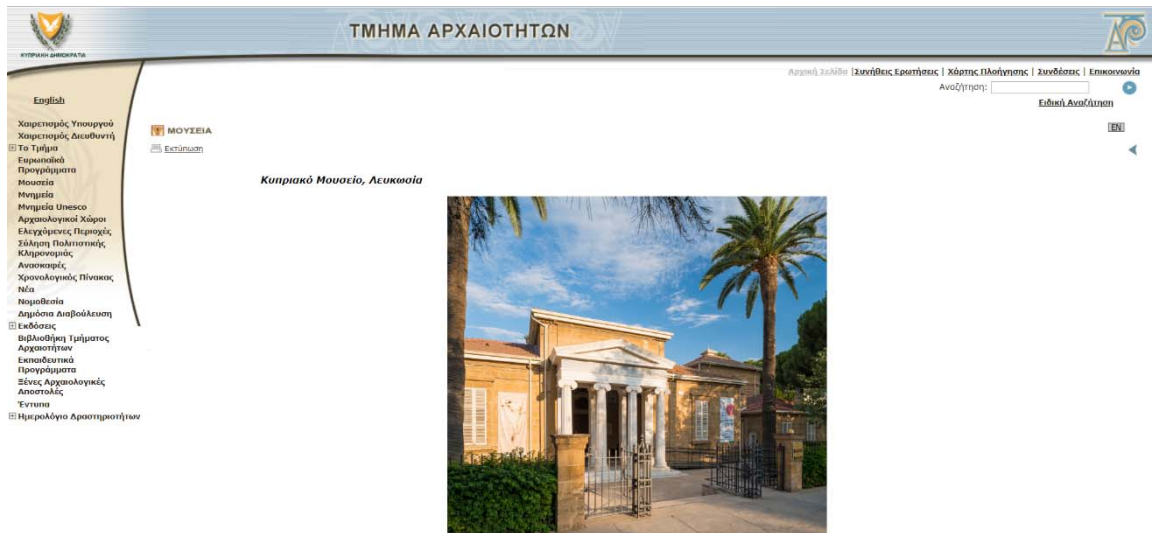 ΤΜΗΜΑ ΑΡΧΑΙΟΤΗΤΩΝ
ΚΥΠΡΙΑΚΗ ΔΗΜΟΚΡΑΤΙΑ
Αρχική Σελίδα |Συνήθεις Ερωτήσεις | Χάρτης Πλοήγησης | Συνδέσεις | Επικοινωνία
Αναζήτηση:
Ειδική Αναζήτηση
English
Χαιρετισμός Υπουργού
Χαιρετισμός Διευθυντή
Το Τμήμα
Ευρωπαϊκά
Προγράμματα
Μουσεία
Μνημεία
Μνημεία Unesco
Αρχαιολογικοί Χώροι
Ελεγχόμενες Περιοχές
Σύληση Πολιτιστικής
Κληρονομιάς
Ανασκαφές
Χρονολογικός Πίνακας
Νέα
Νομοθεσία
Δημόσια Διαβούλευση
Εκδόσεις
Βιβλιοθήκη Τμήματος
Αρχαιοτήτων
Εκπαιδευτικά
Προγράμματα
Ξένες Αρχαιολογικές
Αποστολές
Έντυπα
Ημερολόγιο Δραστηριοτήτων
ΜΟΥΣΕΙΑ
EN
Εκτύπωση
Κυπριακό Μουσείο, Λευκωσία